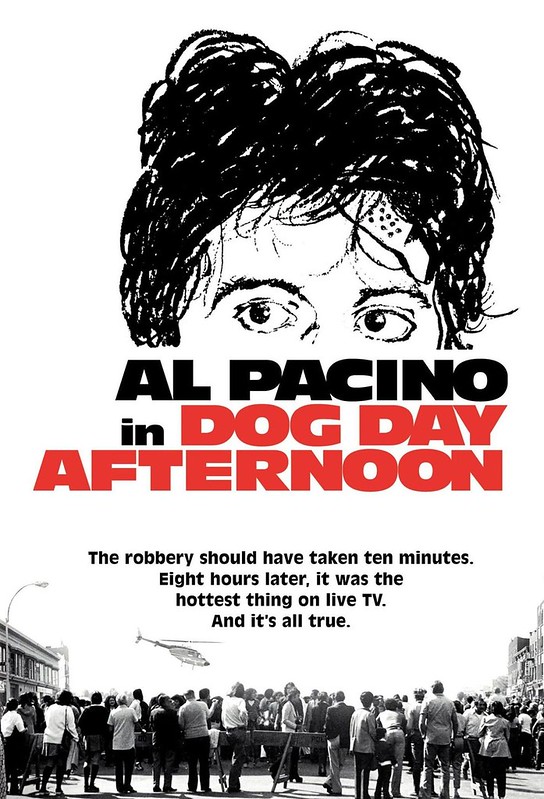 AL PACINO
in DOG DAY
AFTERNOON
The robbery should have taken ten minutes.
Eight hours later, it was the
hottest thing on live TV.
And it's all true.